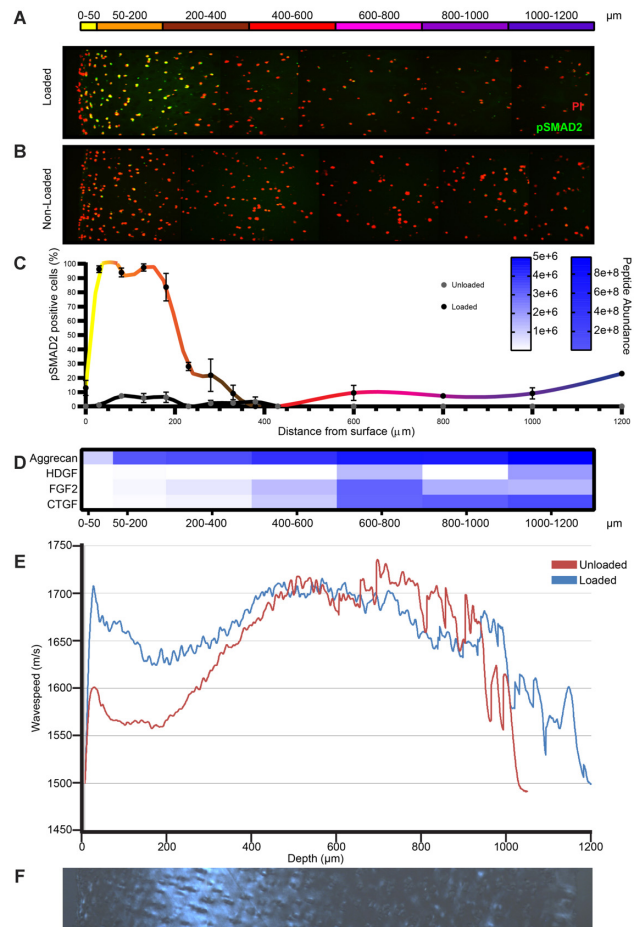 A
0-50 50-200 200-400 400-600 600-800 800-1000 1000-1200 μm
Loaded
PI
pSMAD2
B
Non-Loaded
C
pSMAD2 positive cells (%)
100
90
80
70
60
50
40
30
20
10
0
0 200 400 600 800 1000 1200
Distance from surface (μm)
Unloaded
Loaded
5e+6
4e+6
3e+6
2e+6
1e+6
8e+8
6e+8
4e+8
2e+8
Peptide Abundance
D
Aggrecan
HDGF
FGF2
CTGF
0-50 50-200 200-400 400-600 600-800 800-1000 1000-1200 μm
E
Wavespeed (m/s)
1750
1700
1650
1600
1550
1500
1450
0 200 400 600 800 1000 1200
Depth (μm)
Unloaded
Loaded
F